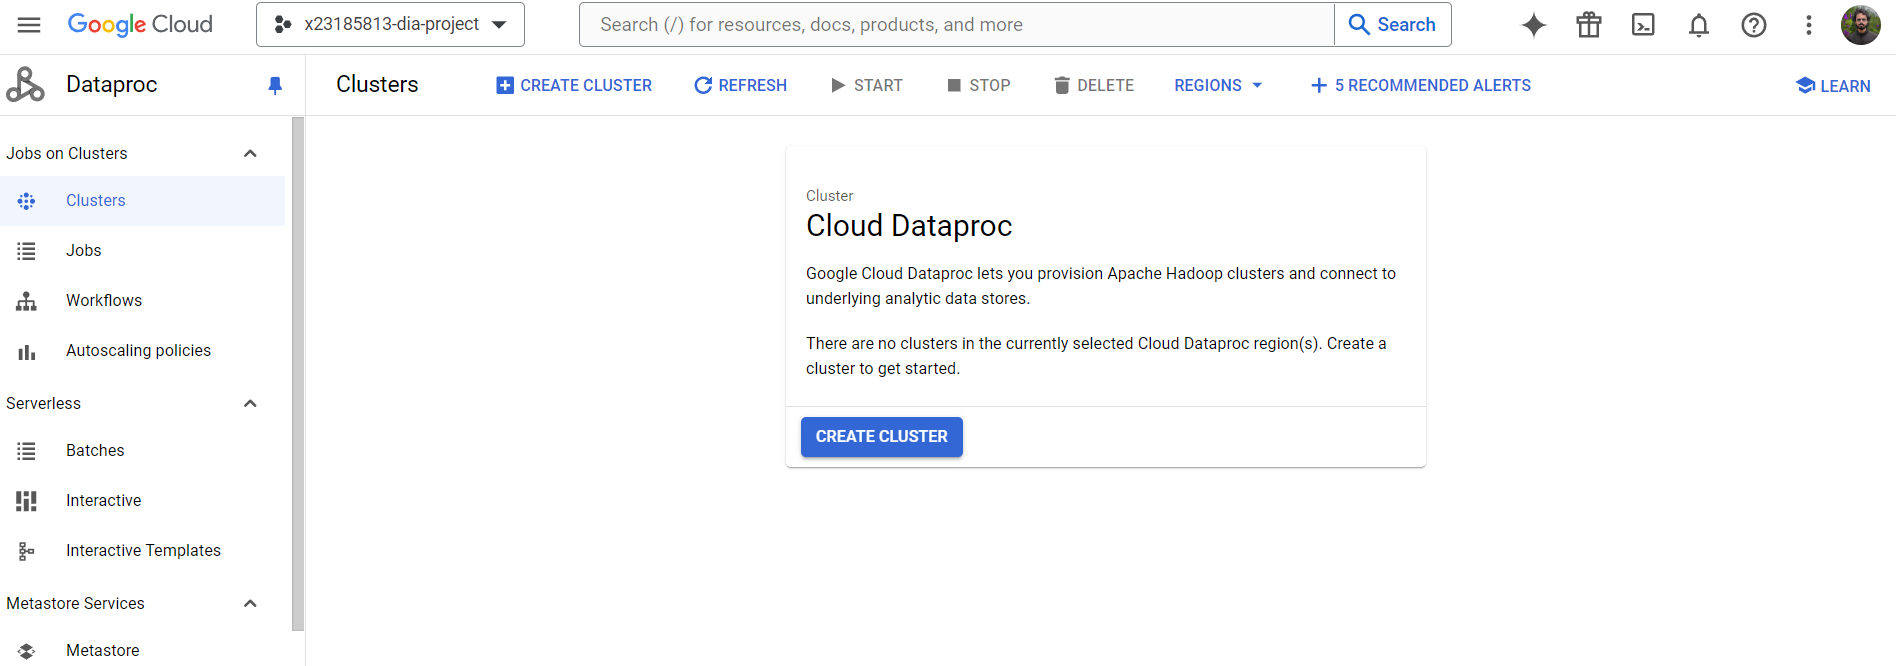 Google Cloud
x23185813-dia-project
Search (/) for resources, docs, products, and more
Search
Dataproc
Clusters
CREATE CLUSTER
REFRESH
START
STOP
DELETE
REGIONS
5 RECOMMENDED ALERTS
LEARN
Jobs on Clusters
Clusters
Jobs
Workflows
Autoscaling policies
Serverless
Batches
Interactive
Interactive Templates
Metastore Services
Metastore
Cluster
Cloud Dataproc
Google Cloud Dataproc lets you provision Apache Hadoop clusters and connect to
underlying analytic data stores.
There are no clusters in the currently selected Cloud Dataproc region(s). Create a
cluster to get started.
CREATE CLUSTER